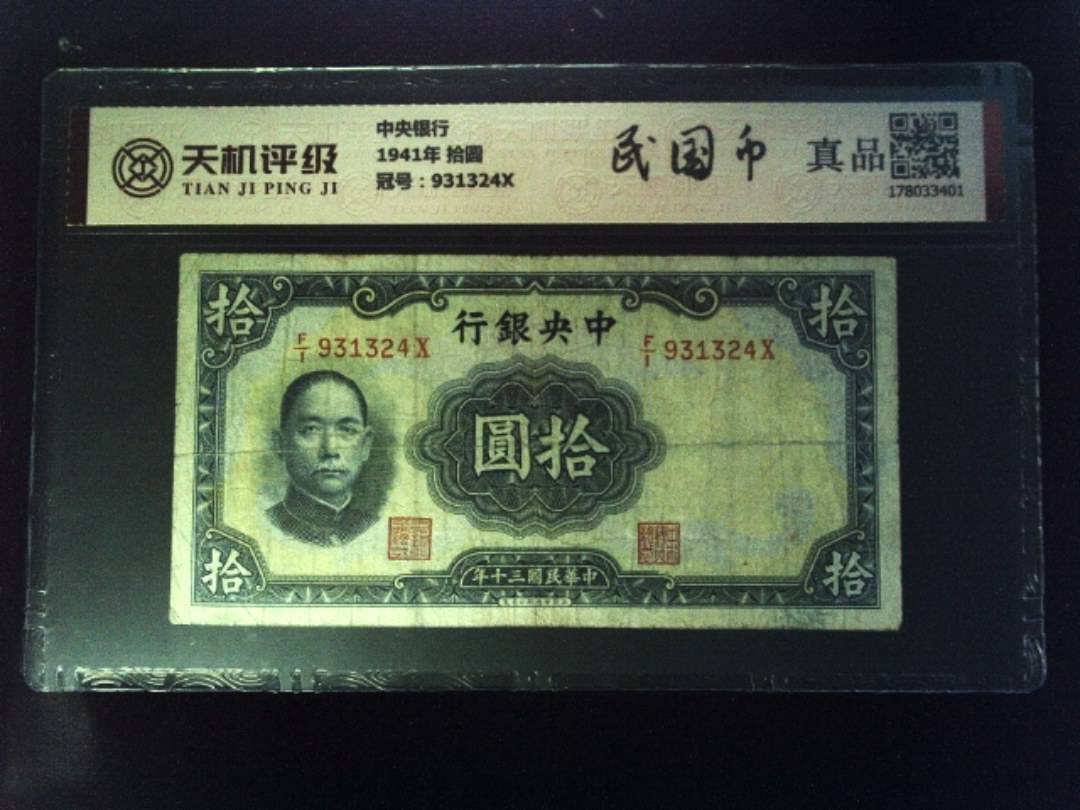 天机评级
TIAN JI PING JI
中央银行
1941年 拾圆
冠号：931324X
民国币
真品
178033401
拾
拾
行銀央中
F/I 931324X
F/I 931324X
圓拾
拾
拾
年十三國民華中